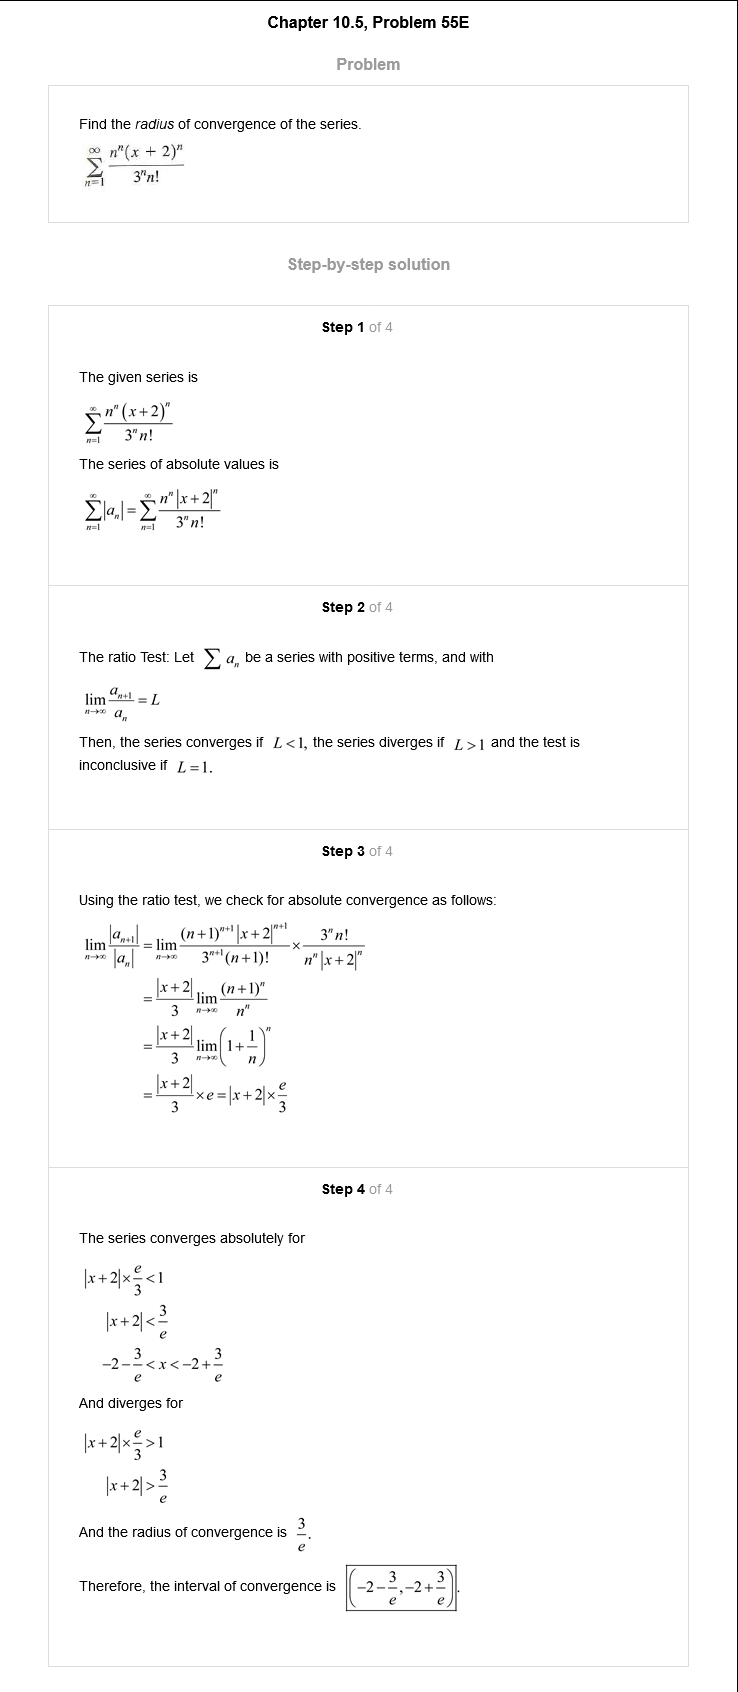 Chapter 10.5, Problem 55E
Problem
Find the radius of convergence of the series.
$\sum_{n=1}^{\infty} \frac{n^n(x+2)^n}{3^n n!}$
Step-by-step solution
Step 1 of 4
The given series is
$\sum_{n=1}^{\infty} \frac{n^n(x+2)^n}{3^n n!}$
The series of absolute values is
$\sum_{n=1}^{\infty} |a_n| = \sum_{n=1}^{\infty} \frac{n^n|x+2|^n}{3^n n!}$
Step 2 of 4
The ratio Test: Let $\sum a_n$ be a series with positive terms, and with
$\lim_{n\to\infty} \frac{a_{n+1}}{a_n} = L$
Then, the series converges if $L<1$, the series diverges if $L>1$ and the test is
inconclusive if $L=1$.
Step 3 of 4
Using the ratio test, we check for absolute convergence as follows:
$\lim_{n\to\infty} \frac{|a_{n+1}|}{|a_n|} = \lim_{n\to\infty} \frac{(n+1)^{n+1}|x+2|^{n+1}}{3^{n+1}(n+1)!} \times \frac{3^n n!}{n^n|x+2|^n}$
$= \frac{|x+2|}{3} \lim_{n\to\infty} \frac{(n+1)^n}{n^n}$
$= \frac{|x+2|}{3} \lim_{n\to\infty} \left(1+\frac{1}{n}\right)^n$
$= \frac{|x+2|}{3} \times e = |x+2| \times \frac{e}{3}$
Step 4 of 4
The series converges absolutely for
$|x+2| \times \frac{e}{3} < 1$
$|x+2| < \frac{3}{e}$
$-2-\frac{3}{e} < x < -2+\frac{3}{e}$
And diverges for
$|x+2| \times \frac{e}{3} > 1$
$|x+2| > \frac{3}{e}$
And the radius of convergence is $\frac{3}{e}$.
Therefore, the interval of convergence is $\left(-2-\frac{3}{e}, -2+\frac{3}{e}\right)$.